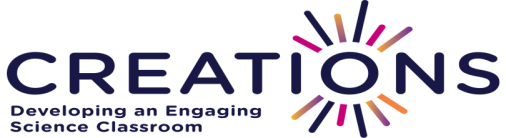 CREATIONS
Developing an Engaging
Science Classroom